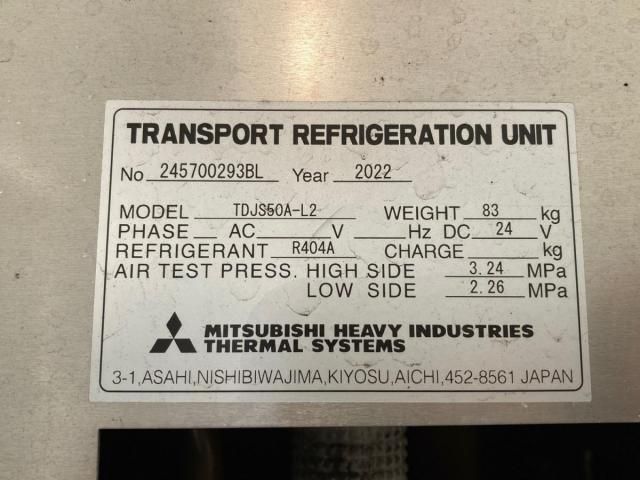 TRANSPORT REFRIGERATION UNIT
No 245700293BL Year 2022
MODEL TDJS50A-L2 WEIGHT 83 kg
PHASE AC V Hz DC 24 V
REFRIGERANT R404A CHARGE kg
AIR TEST PRESS. HIGH SIDE 3.24 MPa
LOW SIDE 2.26 MPa
MITSUBISHI HEAVY INDUSTRIES
THERMAL SYSTEMS
3-1,ASAHI,NISHIBIWAJIMA,KIYOSU,AICHI,452-8561 JAPAN